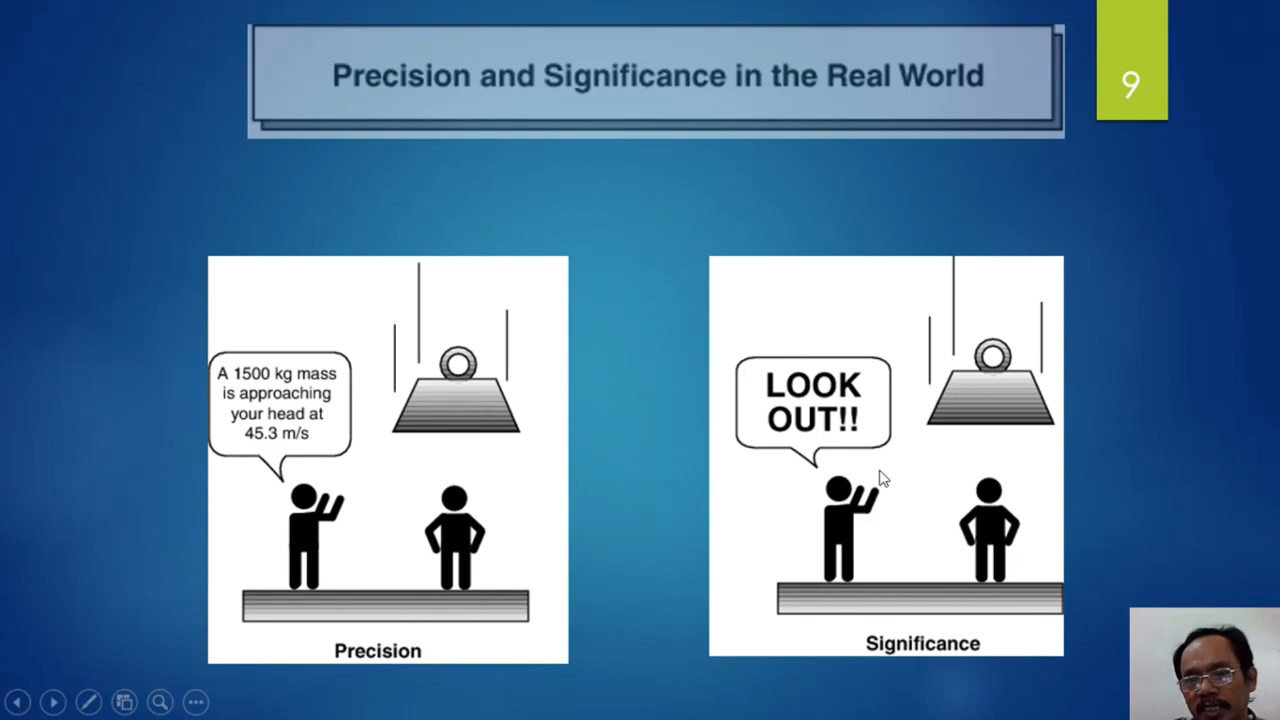 Precision and Significance in the Real World
9
A 1500 kg mass
is approaching
your head at
45.3 m/s
Precision
LOOK
OUT!!
Significance